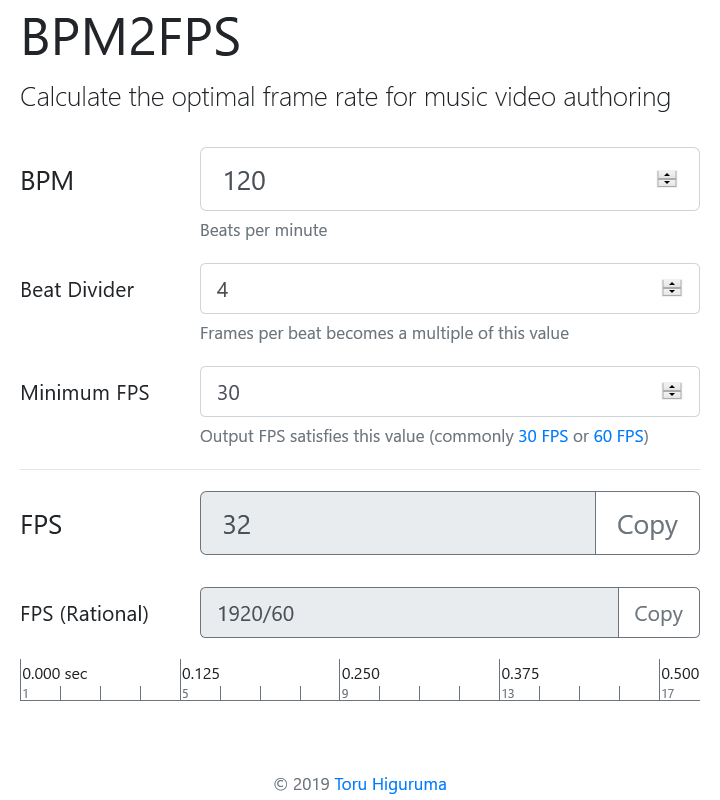 BPM2FPS
Calculate the optimal frame rate for music video authoring
BPM
120
Beats per minute
Beat Divider
4
Frames per beat becomes a multiple of this value
Minimum FPS
30
Output FPS satisfies this value (commonly 30 FPS or 60 FPS)
FPS
32
Copy
FPS (Rational)
1920/60
Copy
0.000 sec 0.125 0.250 0.375 0.500
1 5 9 13 17
© 2019 Toru Higuruma